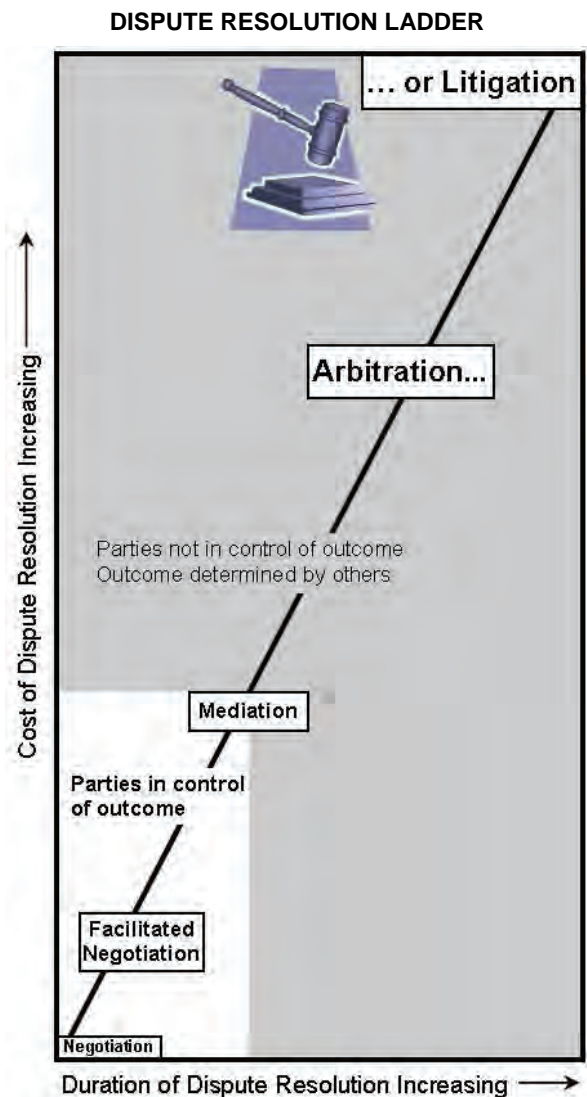 DISPUTE RESOLUTION LADDER
… or Litigation
Arbitration...
Parties not in control of outcome
Outcome determined by others
Mediation
Parties in control
of outcome
Facilitated
Negotiation
Negotiation
Cost of Dispute Resolution Increasing
Duration of Dispute Resolution Increasing